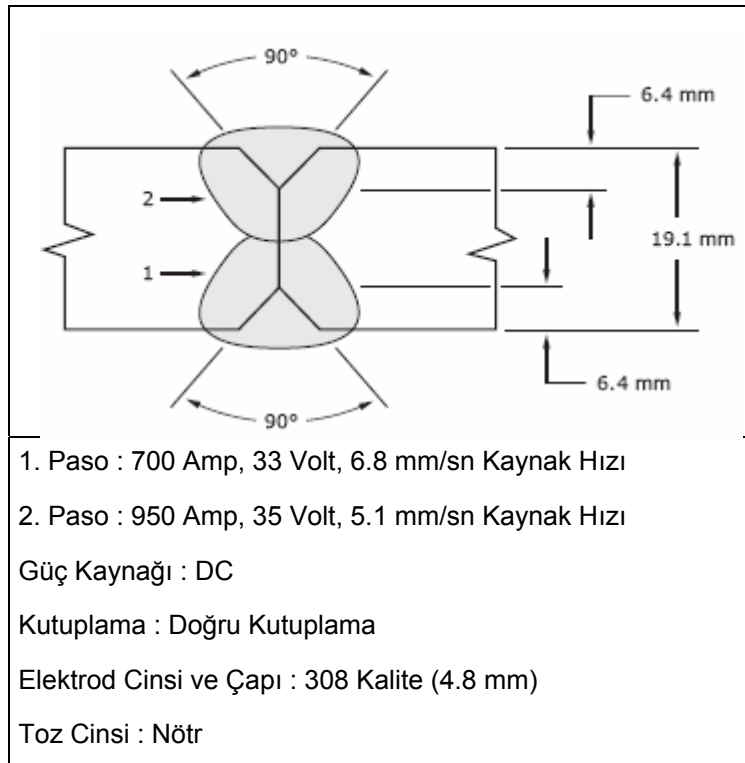 90°
6.4 mm
2
19.1 mm
1
6.4 mm
90°
1. Paso : 700 Amp, 33 Volt, 6.8 mm/sn Kaynak Hızı
2. Paso : 950 Amp, 35 Volt, 5.1 mm/sn Kaynak Hızı
Güç Kaynağı : DC
Kutuplama : Doğru Kutuplama
Elektrod Cinsi ve Çapı : 308 Kalite (4.8 mm)
Toz Cinsi : Nötr